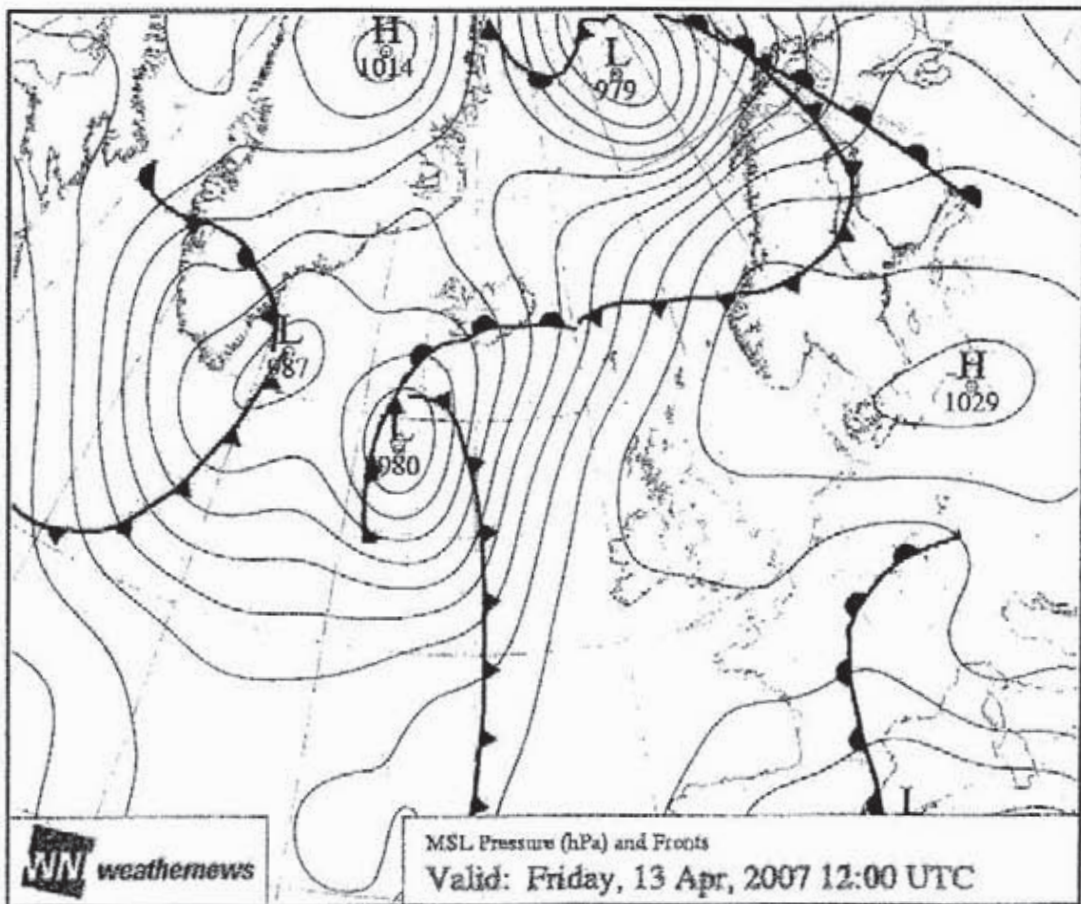 H
1014
L
979
L
987
H
1029
L
980
L
WN weathernews
MSL Pressure (hPa) and Fronts
Valid: Friday, 13 Apr, 2007 12:00 UTC